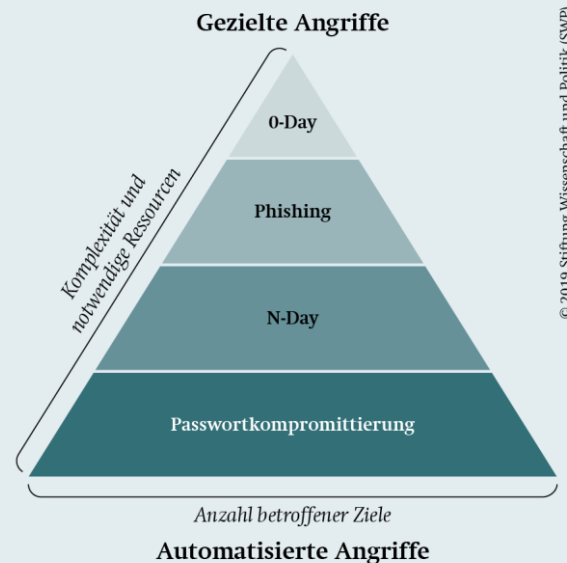 Gezielte Angriffe
0-Day
Phishing
N-Day
Passwortkompromittierung
Komplexität und
notwendige Ressourcen
Anzahl betroffener Ziele
Automatisierte Angriffe
© 2019 Stiftung Wissenschaft und Politik (SWP)